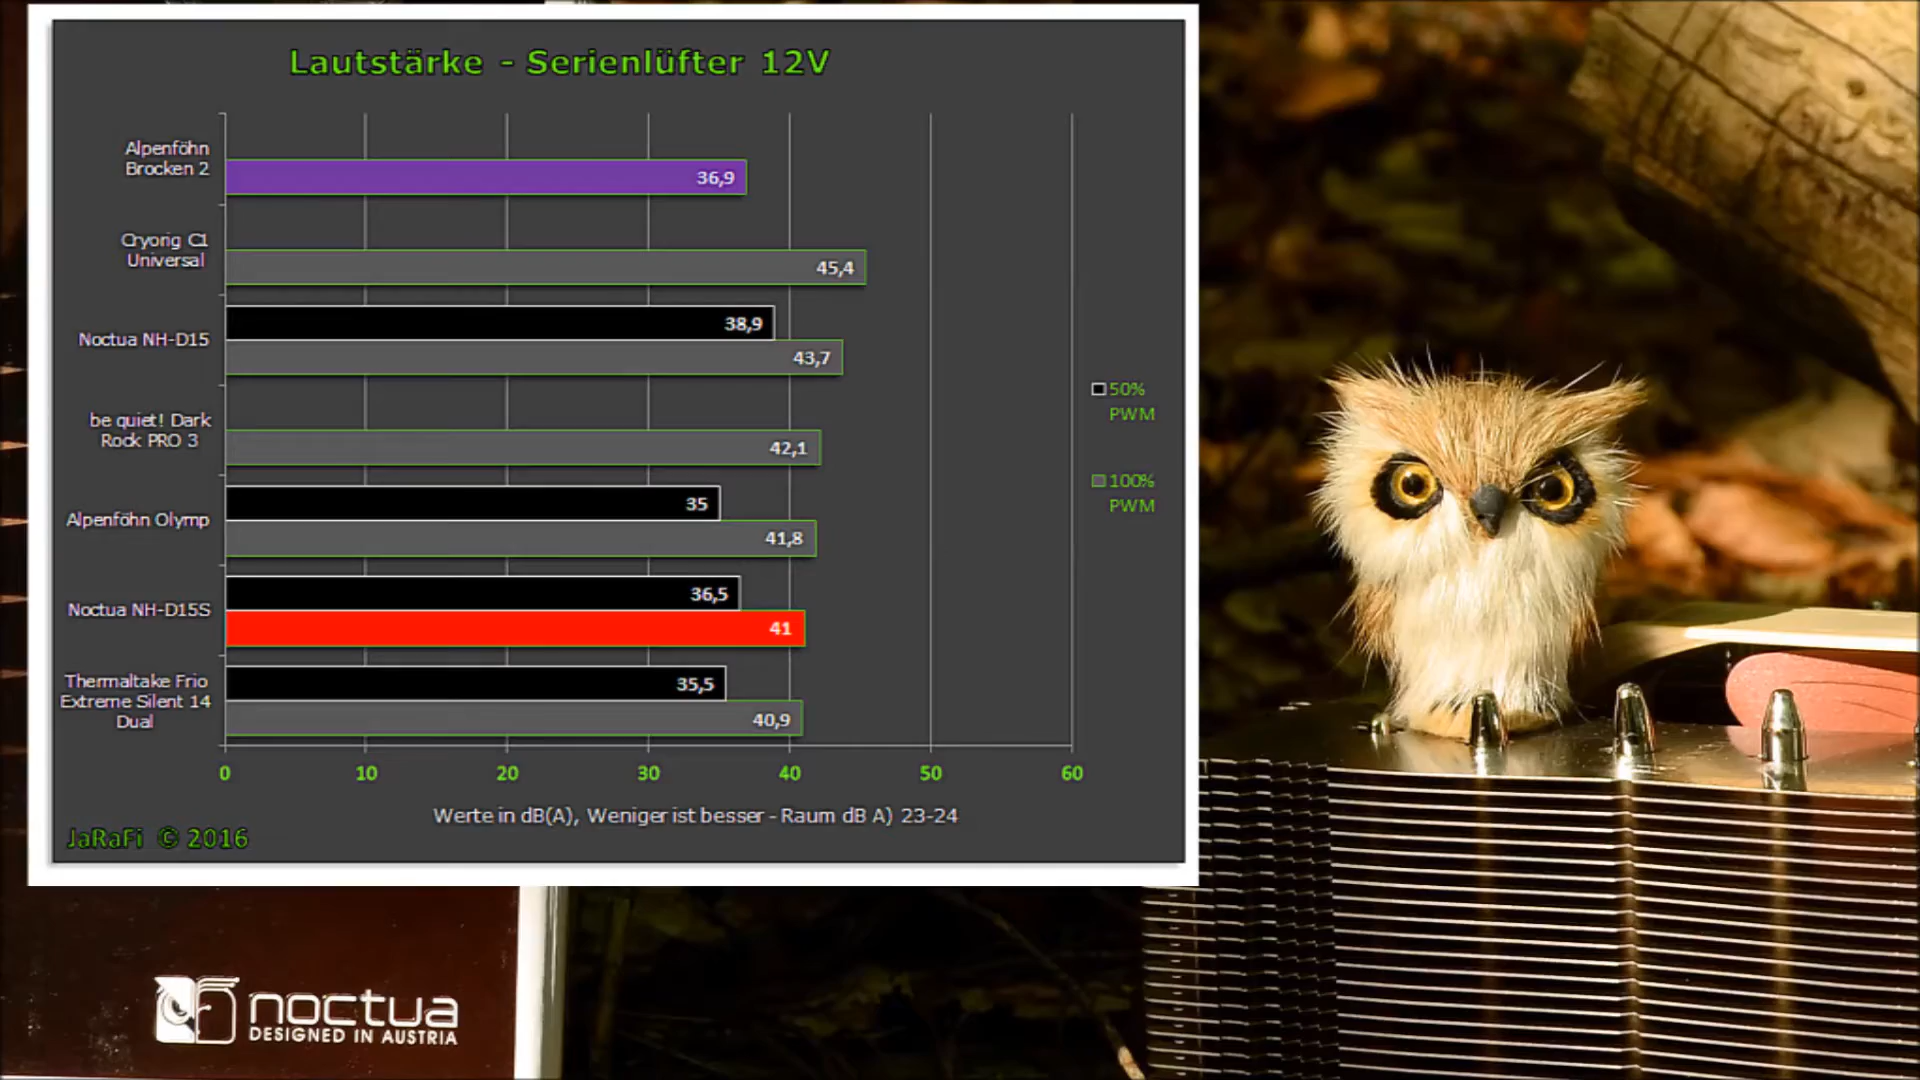 Lautstärke - Serienlüfter 12V
Alpenföhn
Brocken 2
36,9
Cryorig C1
Universal
45,4
Noctua NH-D15
38,9
43,7
be quiet! Dark
Rock PRO 3
42,1
Alpenföhn Olymp
35
41,8
Noctua NH-D15S
36,5
41
Thermaltake Frio
Extreme Silent 14
Dual
35,5
40,9
50%
PWM
100%
PWM
0 10 20 30 40 50 60
Werte in dB(A), Weniger ist besser - Raum dB A) 23-24
JaRaFi © 2016
noctua
DESIGNED IN AUSTRIA